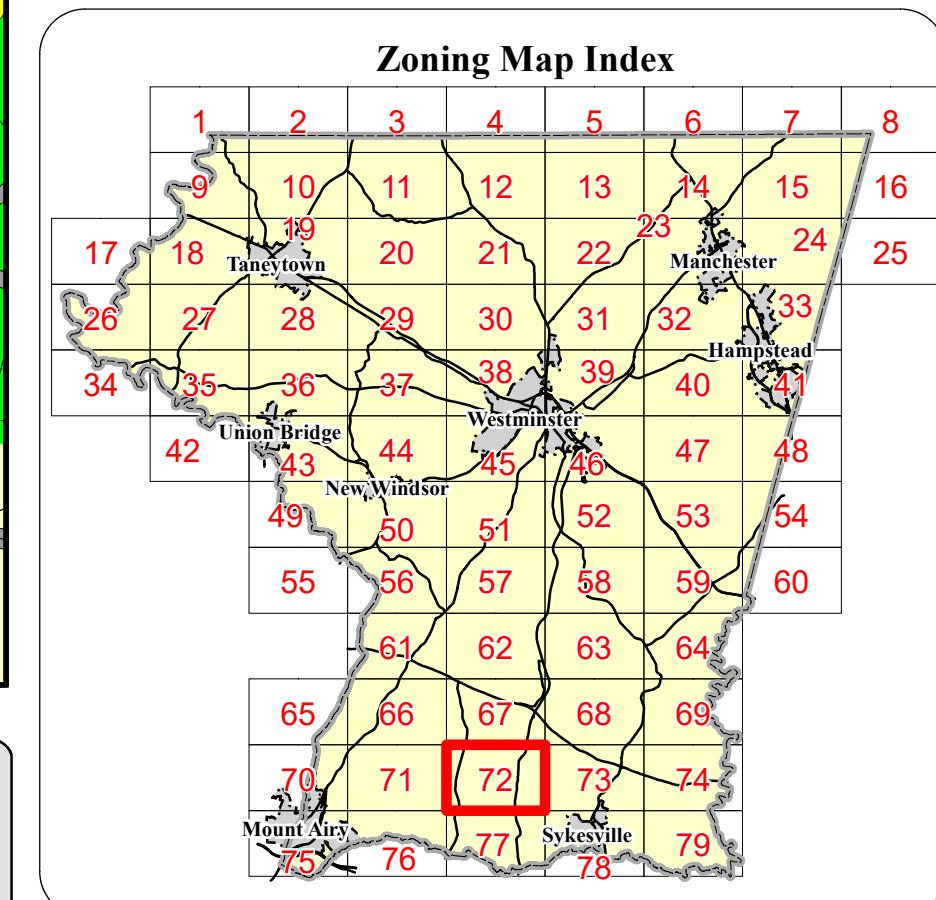 Zoning Map Index
1 2 3 4 5 6 7 8
9 10 11 12 13 14 15 16
17 18 19 20 21 22 23 24 25
Taneytown Manchester
26 27 28 29 30 31 32 33
Hampstead
34 35 36 37 38 39 40 41
Westminster
Union Bridge
42 43 44 45 46 47 48
New Windsor
49 50 51 52 53 54
55 56 57 58 59 60
61 62 63 64
65 66 67 68 69
70 71 72 73 74
Mount Airy Sykesville
75 76 77 78 79